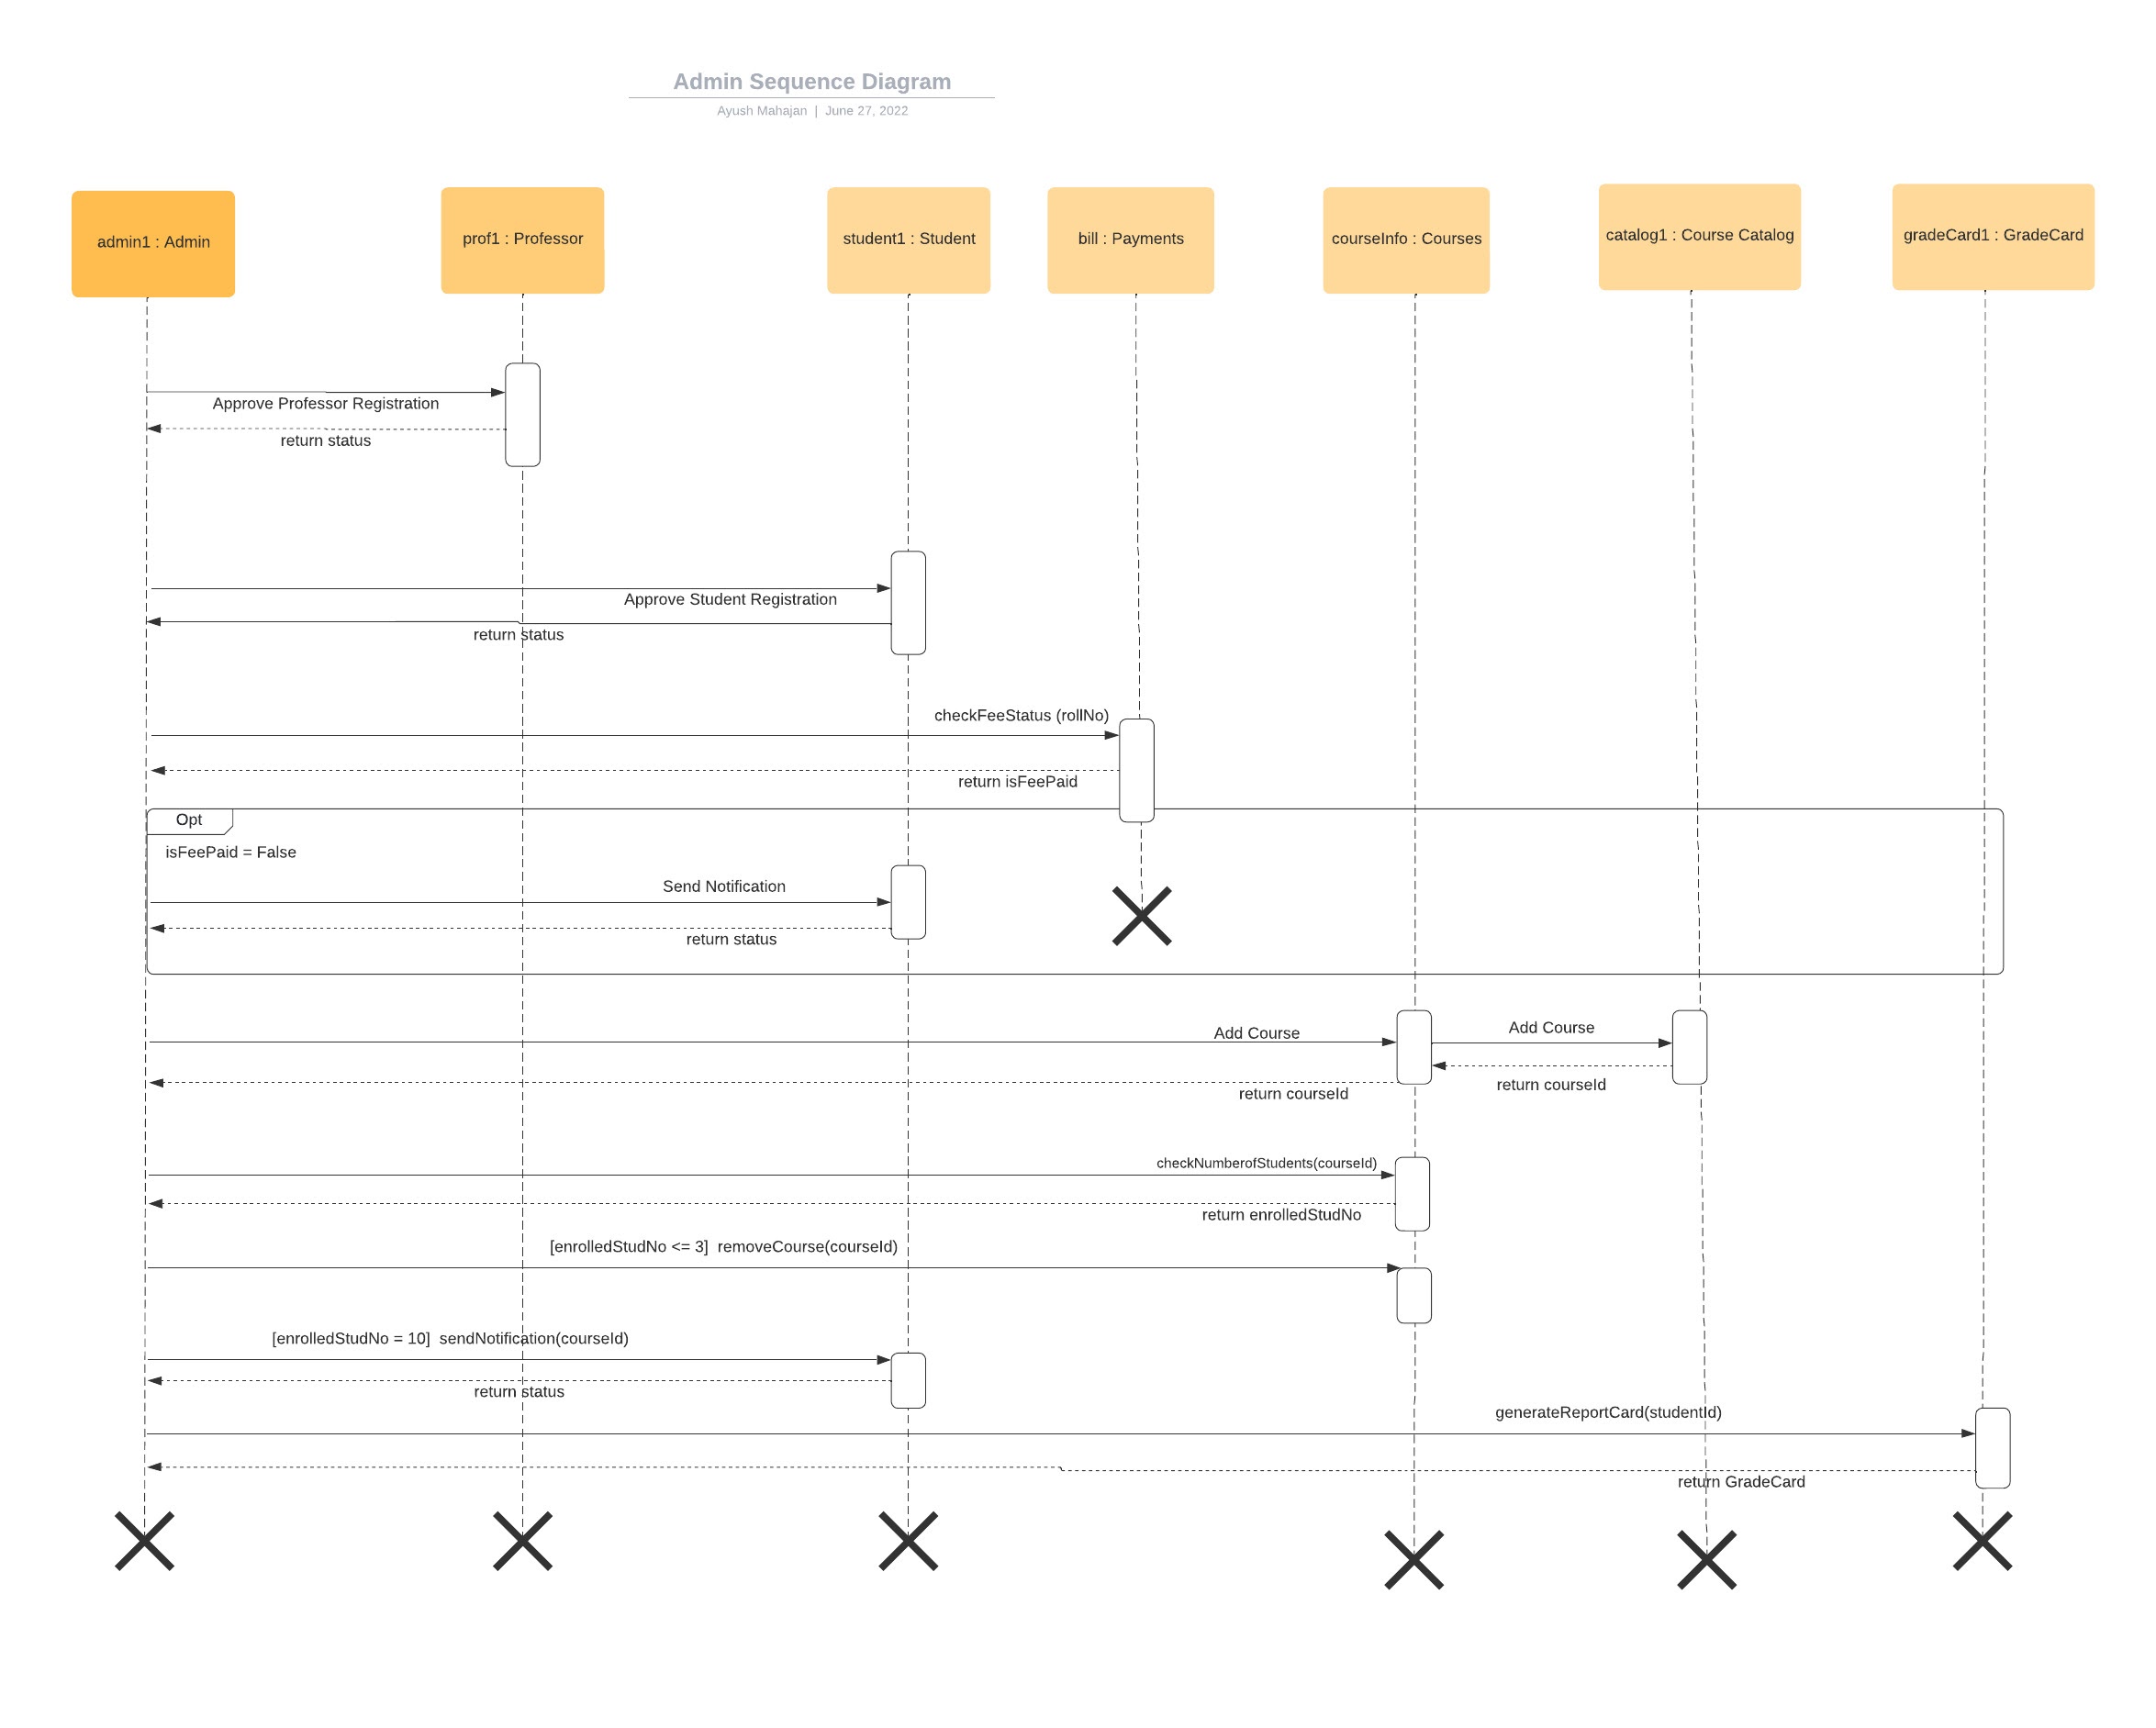 Admin Sequence Diagram
Ayush Mahajan | June 27, 2022
admin1 : Admin
prof1 : Professor
student1 : Student
bill : Payments
courseInfo : Courses
catalog1 : Course Catalog
gradeCard1 : GradeCard
Approve Professor Registration
return status
Approve Student Registration
return status
checkFeeStatus (rollNo)
return isFeePaid
Opt
isFeePaid = False
Send Notification
return status
Add Course
Add Course
return courseId
return courseId
checkNumberofStudents(courseId)
return enrolledStudNo
[enrolledStudNo <= 3]  removeCourse(courseId)
[enrolledStudNo = 10]  sendNotification(courseId)
return status
generateReportCard(studentId)
return GradeCard